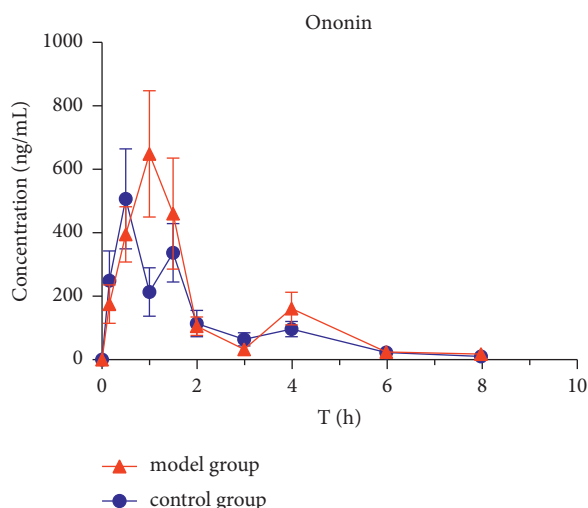 Ononin
1000
800
600
400
200
0
Concentration (ng/mL)
0 2 4 6 8 10
T (h)
model group
control group